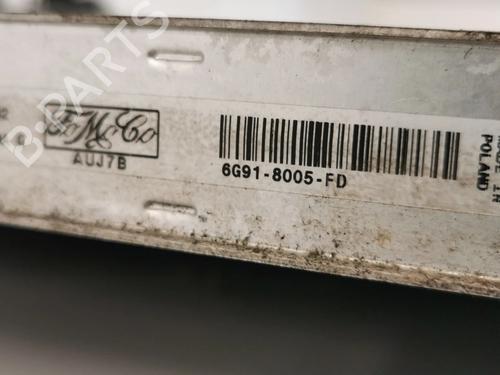 B-PARTS
FoMoCo
AUJ7B
6G91-8005-FD
MADE IN
POLAND